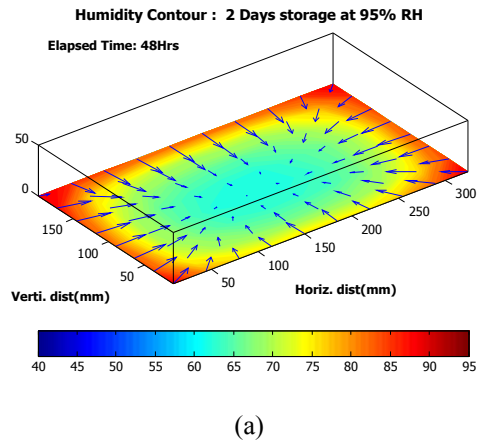 Humidity Contour : 2 Days storage at 95% RH
Elapsed Time: 48Hrs
50
0
150
100
50
50
100
150
200
250
300
Verti. dist(mm)
Horiz. dist(mm)
40 45 50 55 60 65 70 75 80 85 90 95
(a)